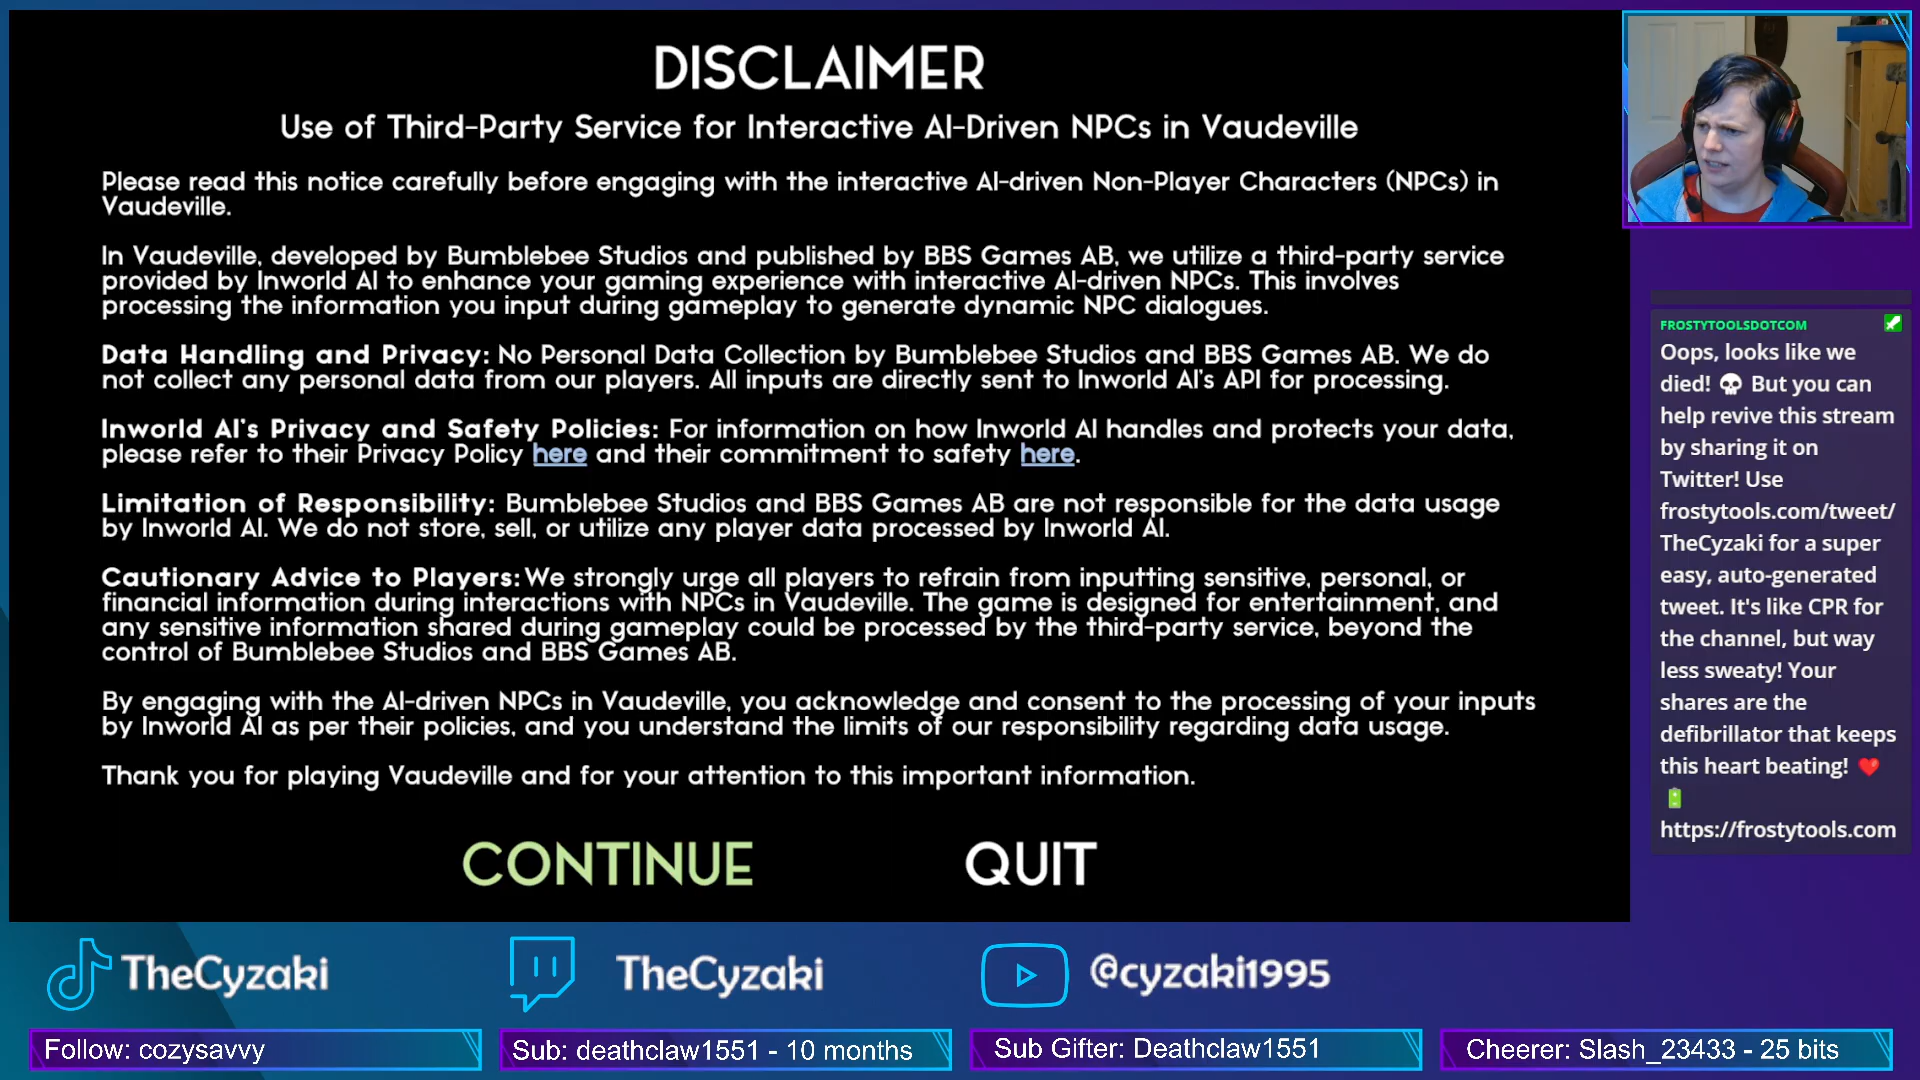 DISCLAIMER
Use of Third-Party Service for Interactive AI-Driven NPCs in Vaudeville
Please read this notice carefully before engaging with the interactive AI-driven Non-Player Characters (NPCs) in
Vaudeville.
In Vaudeville, developed by Bumblebee Studios and published by BBS Games AB, we utilize a third-party service
provided by Inworld AI to enhance your gaming experience with interactive AI-driven NPCs. This involves
processing the information you input during gameplay to generate dynamic NPC dialogues.
Data Handling and Privacy: No Personal Data Collection by Bumblebee Studios and BBS Games AB. We do
not collect any personal data from our players. All inputs are directly sent to Inworld AI's API for processing.
Inworld AI's Privacy and Safety Policies: For information on how Inworld AI handles and protects your data,
please refer to their Privacy Policy here and their commitment to safety here.
Limitation of Responsibility: Bumblebee Studios and BBS Games AB are not responsible for the data usage
by Inworld AI. We do not store, sell, or utilize any player data processed by Inworld AI.
Cautionary Advice to Players: We strongly urge all players to refrain from inputting sensitive, personal, or
financial information during interactions with NPCs in Vaudeville. The game is designed for entertainment, and
any sensitive information shared during gameplay could be processed by the third-party service, beyond the
control of Bumblebee Studios and BBS Games AB.
By engaging with the AI-driven NPCs in Vaudeville, you acknowledge and consent to the processing of your inputs
by Inworld AI as per their policies, and you understand the limits of our responsibility regarding data usage.
Thank you for playing Vaudeville and for your attention to this important information.
CONTINUE
QUIT
FROSTYTOOLSDOTCOM
Oops, looks like we
died! 💀 But you can
help revive this stream
by sharing it on
Twitter! Use
frostytools.com/tweet/
TheCyzaki for a super
easy, auto-generated
tweet. It's like CPR for
the channel, but way
less sweaty! Your
shares are the
defibrillator that keeps
this heart beating! ❤️
🔋
https://frostytools.com
TheCyzaki
TheCyzaki
@cyzaki1995
Follow: cozysavvy
Sub: deathclaw1551 - 10 months
Sub Gifter: Deathclaw1551
Cheerer: Slash_23433 - 25 bits